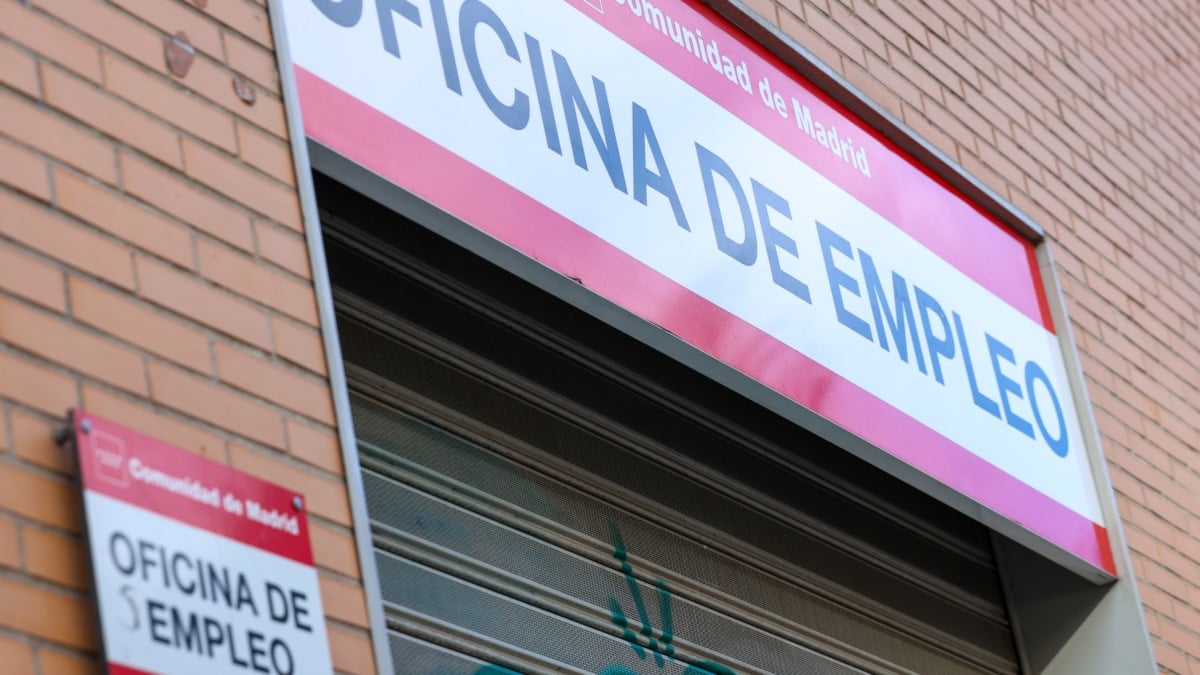 Comunidad de Madrid
OFICINA DE EMPLEO
Comunidad de Madrid
OFICINA DE
EMPLEO